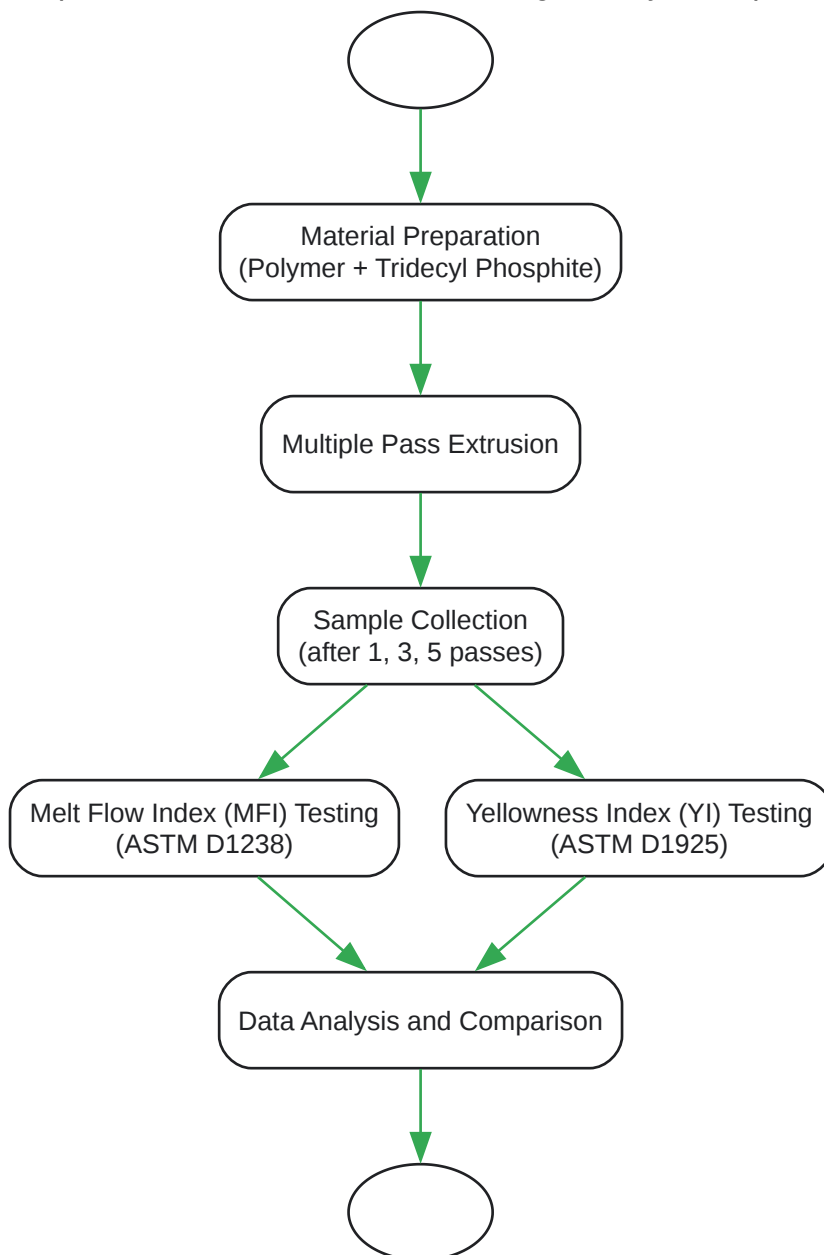 Material Preparation
(Polymer + Tridecyl Phosphite)
Multiple Pass Extrusion
Sample Collection
(after 1, 3, 5 passes)
Melt Flow Index (MFI) Testing
(ASTM D1238)
Yellowness Index (YI) Testing
(ASTM D1925)
Data Analysis and Comparison